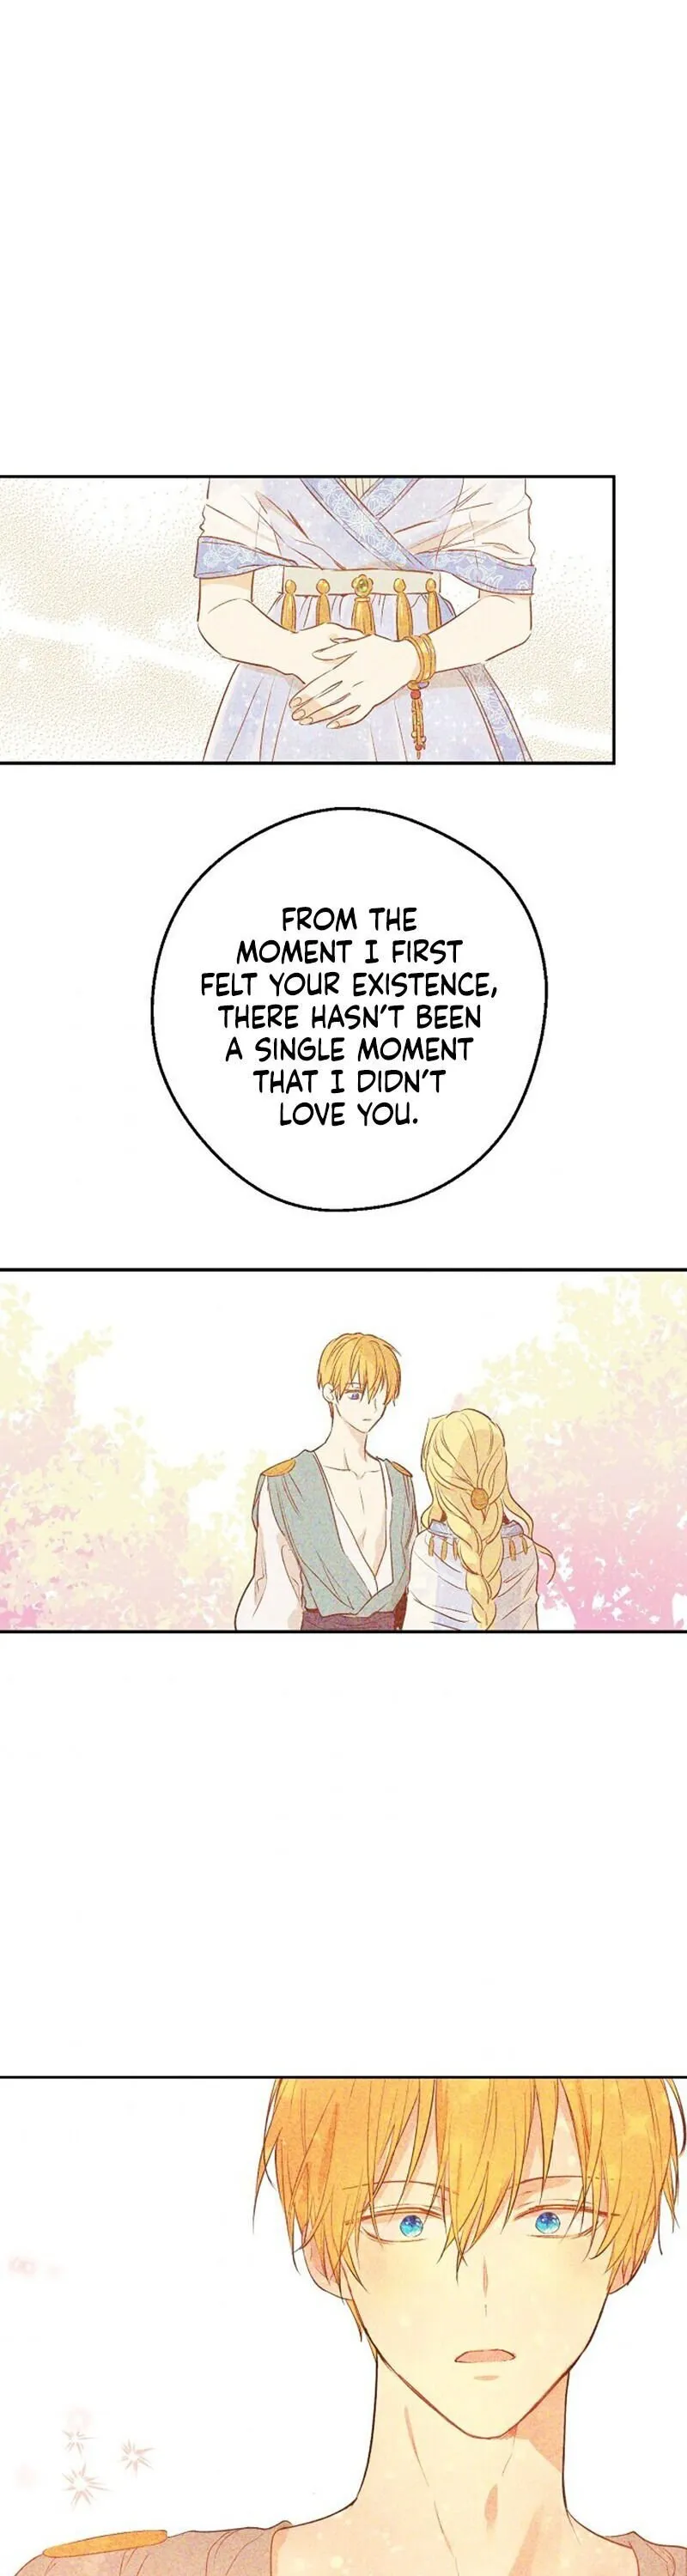 FROM THE
MOMENT I FIRST
FELT YOUR EXISTENCE,
THERE HASN'T BEEN
A SINGLE MOMENT
THAT I DIDN'T
LOVE YOU.